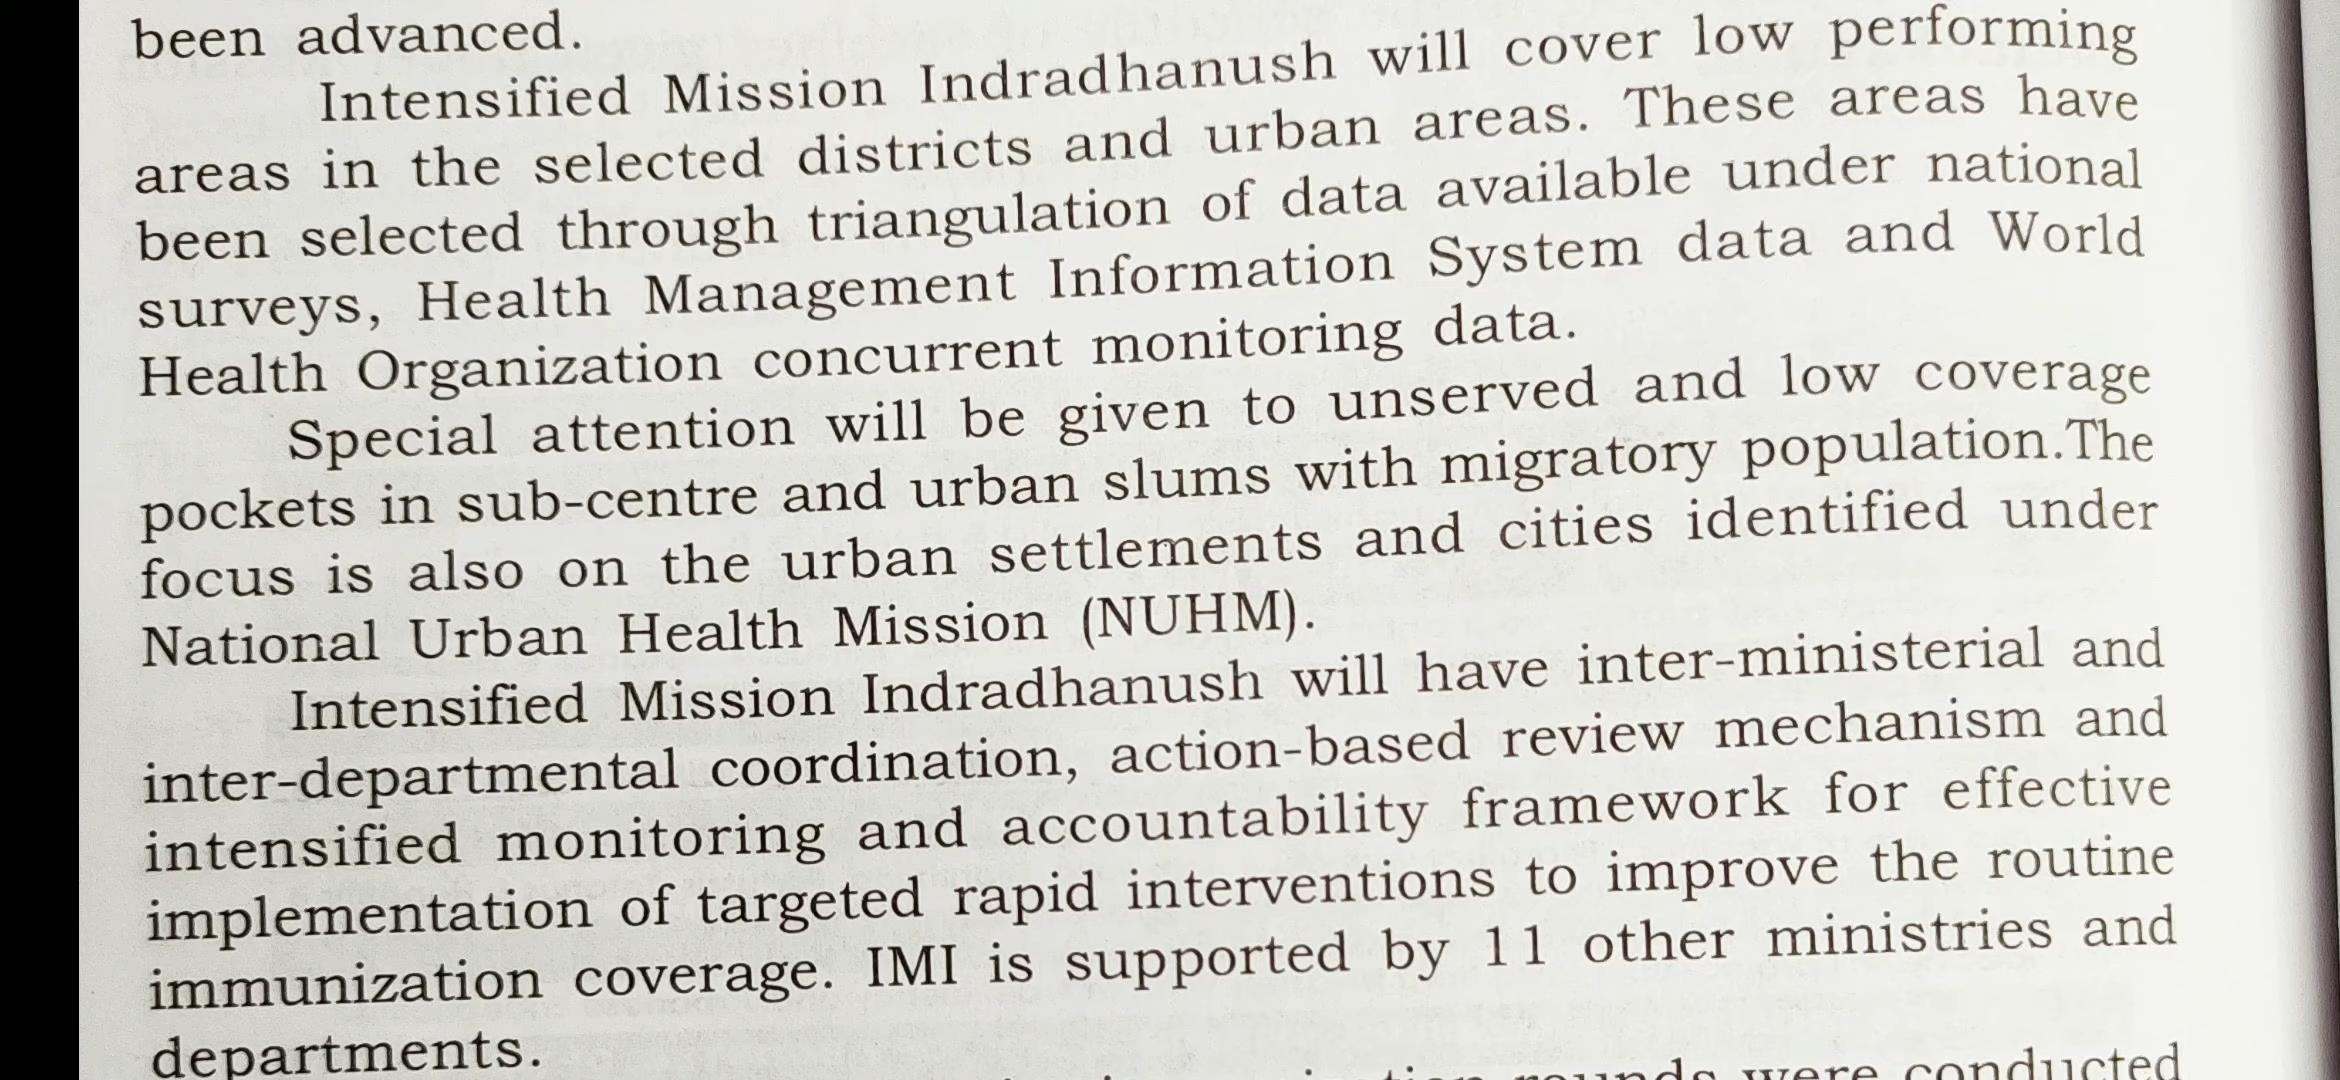 been advanced.
Intensified Mission Indradhanush will cover low performing
areas in the selected districts and urban areas. These areas have
been selected through triangulation of data available under national
surveys, Health Management Information System data and World
Health Organization concurrent monitoring data.
Special attention will be given to unserved and low coverage
pockets in sub-centre and urban slums with migratory population.The
focus is also on the urban settlements and cities identified under
National Urban Health Mission (NUHM).
Intensified Mission Indradhanush will have inter-ministerial and
inter-departmental coordination, action-based review mechanism and
intensified monitoring and accountability framework for effective
implementation of targeted rapid interventions to improve the routine
immunization coverage. IMI is supported by 11 other ministries and
departments.
rounds were conducted